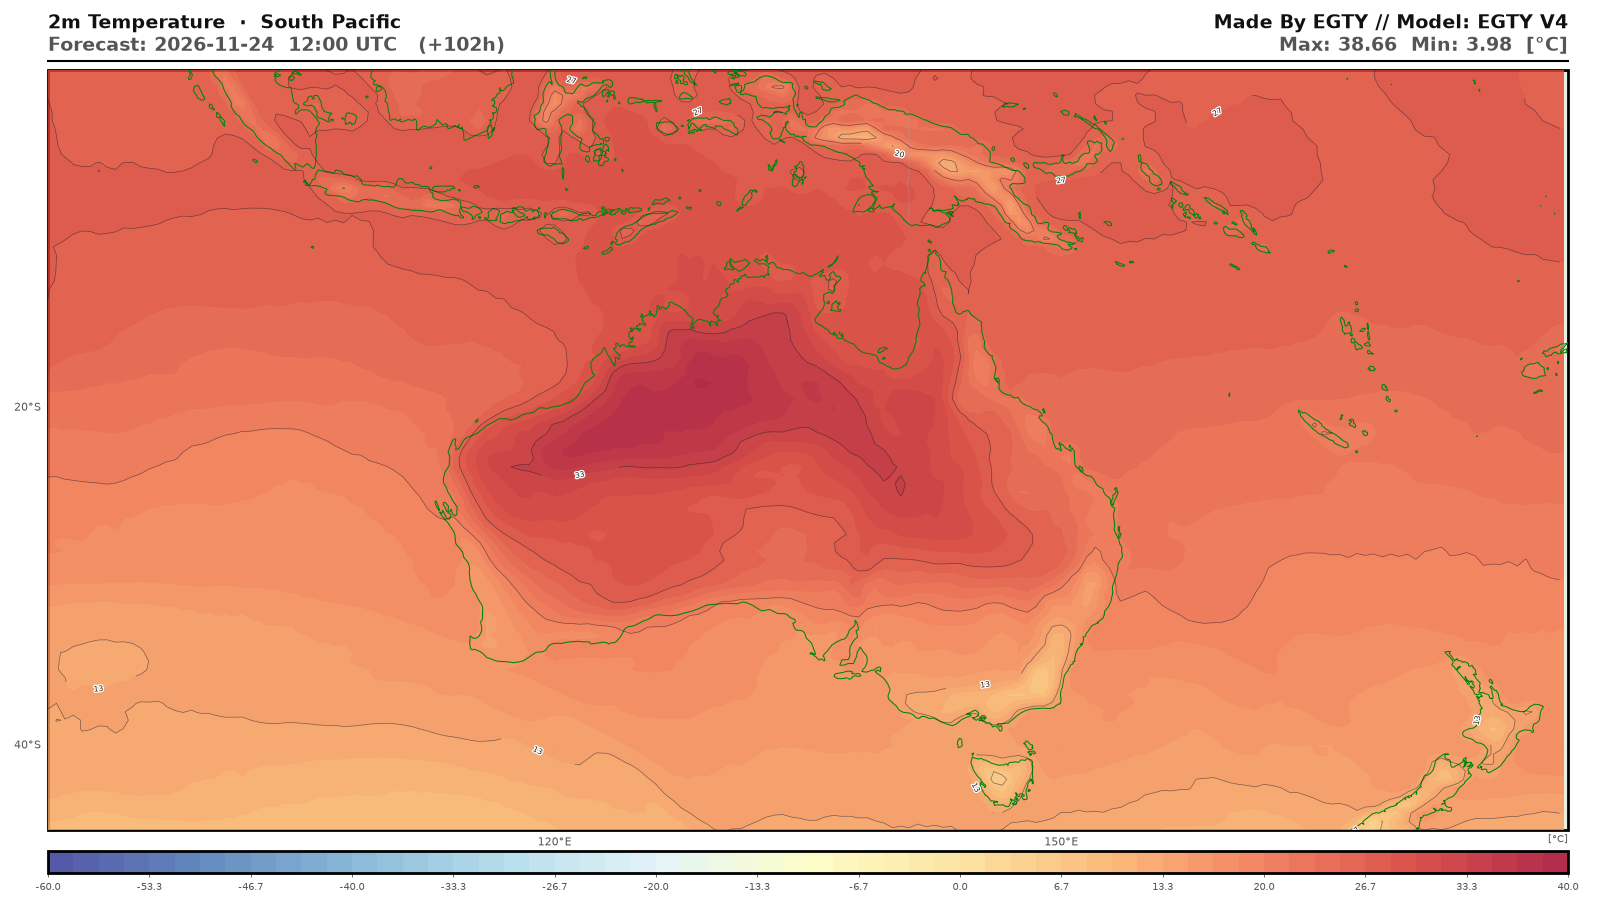 2m Temperature · South Pacific
Made By EGTY // Model: EGTY V4
Forecast: 2026-11-24 12:00 UTC (+102h)
Max: 38.66 Min: 3.98 [°C]
27
27
27
20
27
33
20°S
13
13
13
13
13
40°S
120°E
150°E
[°C]
-60.0 -53.3 -46.7 -40.0 -33.3 -26.7 -20.0 -13.3 -6.7 0.0 6.7 13.3 20.0 26.7 33.3 40.0